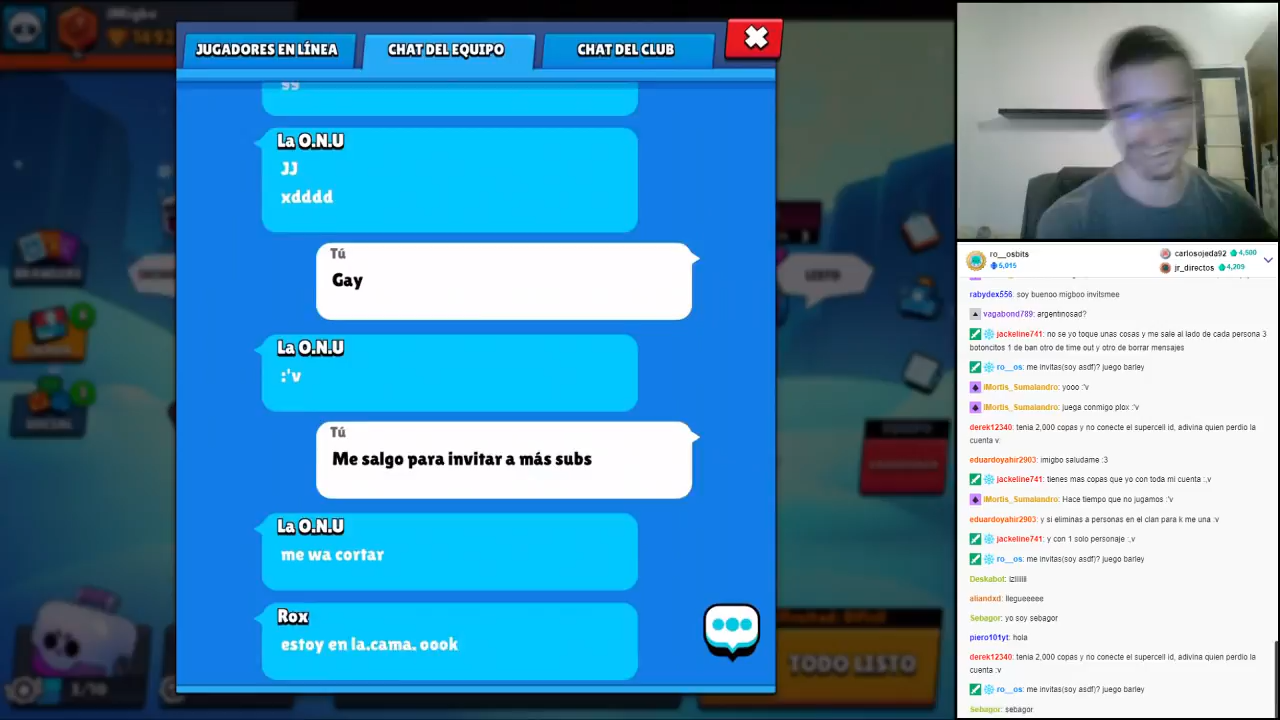 JMigbo
JUGADORES EN LÍNEA
CHAT DEL EQUIPO
CHAT DEL CLUB
gg
La O.N.U
JJ
xdddd
Tú
Gay
La O.N.U
:'v
Tú
Me salgo para invitar a más subs
La O.N.U
me wa cortar
Rox
estoy en la.cama. oook
LISTO
TODO LISTO
1/10
ro__osbits
5,015
carlosojeda92 4,500
jr_directos 4,209
rabydex556: soy buenoo migboo invitsmee
vagabond789: argentinosad?
jackeline741: no se yo toque unas cosas y me sale al lado de cada persona 3
botoncitos 1 de ban otro de time out y otro de borrar mensajes
ro__os: me invitas(soy asdf)? juego barley
iMortis_Sumalandro: yooo :'v
iMortis_Sumalandro: juega conmigo plox :'v
derek12340: tenia 2,000 copas y no conecte el supercell id, adivina quien perdio la
cuenta v:
eduardoyahir2903: imigbo saludame :3
jackeline741: tienes mas copas que yo con toda mi cuenta :,v
iMortis_Sumalandro: Hace tiempo que no jugamos :'v
eduardoyahir2903: y si eliminas a personas en el clan para k me una :v
jackeline741: y con 1 solo personaje :,v
ro__os: me invitas(soy asdf)? juego barley
Deskabot: Izliiiiii
aliandxd: llegueeeee
Sebagor: yo soy sebagor
piero101yt: hola
derek12340: tenia 2,000 copas y no conecte el supercell id, adivina quien perdio la
cuenta :v
ro__os: me invitas(soy asdf)? juego barley
Sebagor: sebagor